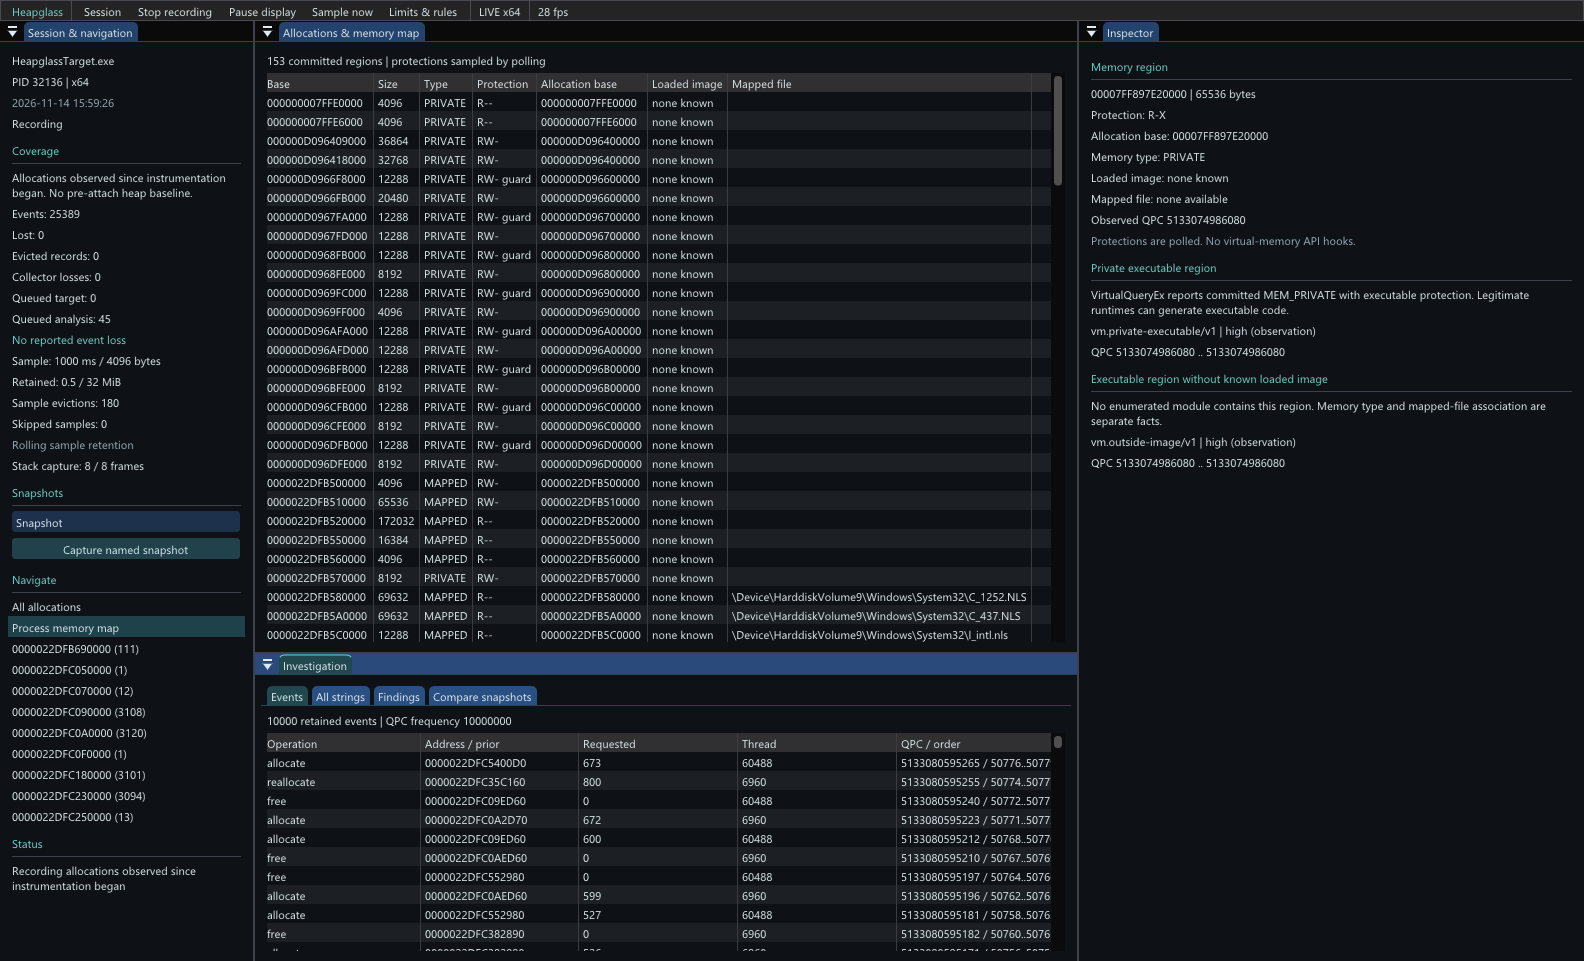 Heapglass Session Stop recording Pause display Sample now Limits & rules LIVE x64 28 fps
Session & navigation
HeapglassTarget.exe
PID 32136 | x64
2026-11-14 15:59:26
Recording
Coverage
Allocations observed since instrumentation
began. No pre-attach heap baseline.
Events: 25389
Lost: 0
Evicted records: 0
Collector losses: 0
Queued target: 0
Queued analysis: 45
No reported event loss
Sample: 1000 ms / 4096 bytes
Retained: 0.5 / 32 MiB
Sample evictions: 180
Skipped samples: 0
Rolling sample retention
Stack capture: 8 / 8 frames
Snapshots
Snapshot
Capture named snapshot
Navigate
All allocations
Process memory map
0000022DFB690000 (111)
0000022DFC050000 (1)
0000022DFC070000 (12)
0000022DFC090000 (3108)
0000022DFC0A0000 (3120)
0000022DFC0F0000 (1)
0000022DFC180000 (3101)
0000022DFC230000 (3094)
0000022DFC250000 (13)
Status
Recording allocations observed since
instrumentation began
Allocations & memory map
153 committed regions | protections sampled by polling
Base Size Type Protection Allocation base Loaded image Mapped file
000000007FFE0000 4096 PRIVATE R-- 000000007FFE0000 none known
000000007FFE6000 4096 PRIVATE R-- 000000007FFE6000 none known
000000D096409000 36864 PRIVATE RW- 000000D096400000 none known
000000D096418000 32768 PRIVATE RW- 000000D096400000 none known
000000D0966F8000 12288 PRIVATE RW- guard 000000D096600000 none known
000000D0966FB000 20480 PRIVATE RW- 000000D096600000 none known
000000D0967FA000 12288 PRIVATE RW- guard 000000D096700000 none known
000000D0967FD000 12288 PRIVATE RW- 000000D096700000 none known
000000D0968FB000 12288 PRIVATE RW- guard 000000D096800000 none known
000000D0968FE000 8192 PRIVATE RW- 000000D096800000 none known
000000D0969FC000 12288 PRIVATE RW- guard 000000D096900000 none known
000000D0969FF000 4096 PRIVATE RW- 000000D096900000 none known
000000D096AFA000 12288 PRIVATE RW- guard 000000D096A00000 none known
000000D096AFD000 12288 PRIVATE RW- 000000D096A00000 none known
000000D096BFB000 12288 PRIVATE RW- guard 000000D096B00000 none known
000000D096BFE000 8192 PRIVATE RW- 000000D096B00000 none known
000000D096CFB000 12288 PRIVATE RW- guard 000000D096C00000 none known
000000D096CFE000 8192 PRIVATE RW- 000000D096C00000 none known
000000D096DFB000 12288 PRIVATE RW- guard 000000D096D00000 none known
000000D096DFE000 8192 PRIVATE RW- 000000D096D00000 none known
0000022DFB500000 4096 MAPPED RW- 0000022DFB500000 none known
0000022DFB510000 65536 MAPPED RW- 0000022DFB510000 none known
0000022DFB520000 172032 MAPPED R-- 0000022DFB520000 none known
0000022DFB550000 16384 MAPPED R-- 0000022DFB550000 none known
0000022DFB560000 4096 MAPPED R-- 0000022DFB560000 none known
0000022DFB570000 8192 PRIVATE RW- 0000022DFB570000 none known
0000022DFB580000 69632 MAPPED R-- 0000022DFB580000 none known \Device\HarddiskVolume9\Windows\System32\C_1252.NLS
0000022DFB5A0000 69632 MAPPED R-- 0000022DFB5A0000 none known \Device\HarddiskVolume9\Windows\System32\C_437.NLS
0000022DFB5C0000 12288 MAPPED R-- 0000022DFB5C0000 none known \Device\HarddiskVolume9\Windows\System32\l_intl.nls
Investigation
Events All strings Findings Compare snapshots
10000 retained events | QPC frequency 10000000
Operation Address / prior Requested Thread QPC / order
allocate 0000022DFC5400D0 673 60488 5133080595265 / 50776..5077
reallocate 0000022DFC35C160 800 6960 5133080595255 / 50774..5077
free 0000022DFC09ED60 0 60488 5133080595240 / 50772..5077
allocate 0000022DFC0A2D70 672 6960 5133080595223 / 50771..5077
allocate 0000022DFC09ED60 600 60488 5133080595212 / 50768..5077
free 0000022DFC0AED60 0 6960 5133080595210 / 50767..5076
free 0000022DFC552980 0 60488 5133080595197 / 50764..5076
allocate 0000022DFC0AED60 599 6960 5133080595196 / 50762..5076
allocate 0000022DFC552980 527 60488 5133080595181 / 50758..5076
free 0000022DFC382890 0 6960 5133080595182 / 50760..5076
Inspector
Memory region
00007FF897E20000 | 65536 bytes
Protection: R-X
Allocation base: 00007FF897E20000
Memory type: PRIVATE
Loaded image: none known
Mapped file: none available
Observed QPC 5133074986080
Protections are polled. No virtual-memory API hooks.
Private executable region
VirtualQueryEx reports committed MEM_PRIVATE with executable protection. Legitimate
runtimes can generate executable code.
vm.private-executable/v1 | high (observation)
QPC 5133074986080 .. 5133074986080
Executable region without known loaded image
No enumerated module contains this region. Memory type and mapped-file association are
separate facts.
vm.outside-image/v1 | high (observation)
QPC 5133074986080 .. 5133074986080